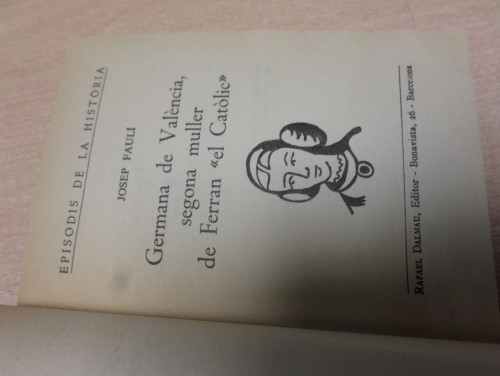 EPISODIS DE LA HISTÒRIA
JOSEP FAULI
Germana de València,
segona muller
de Ferran «el Catòlic»
RAFAEL DALMAU, Editor - Bonavista, 26 - Barcelona